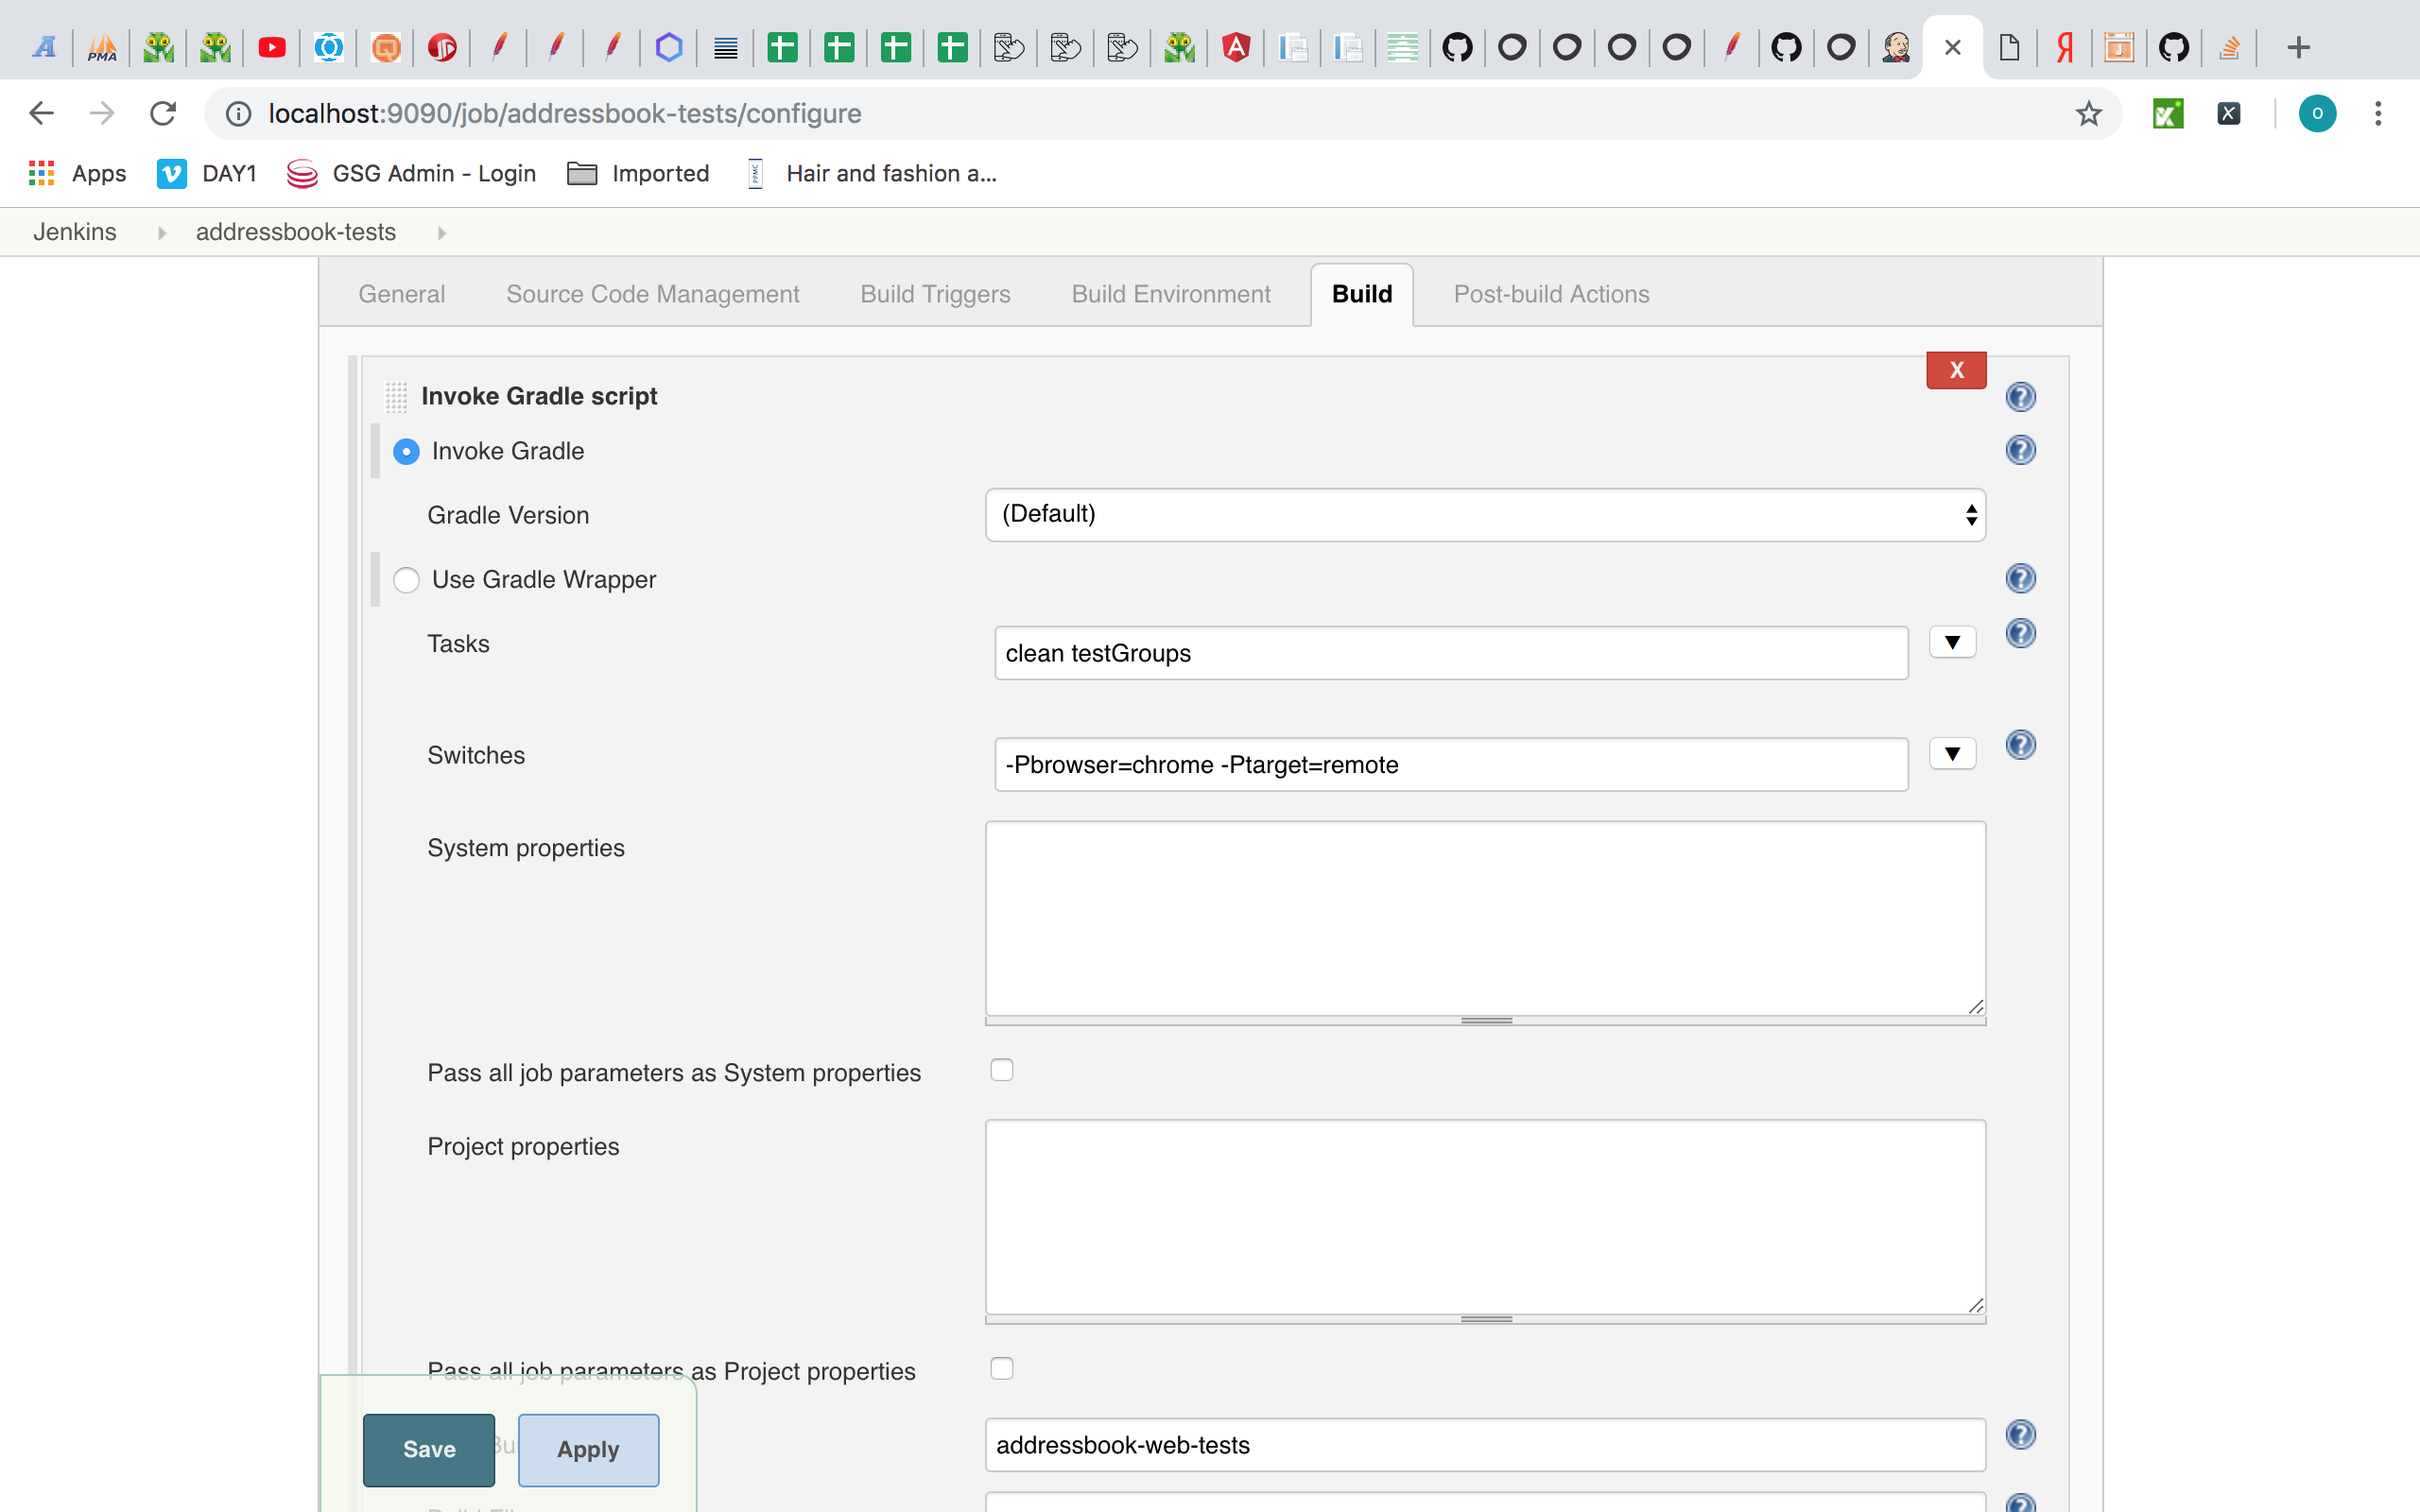 PMA
localhost:9090/job/addressbook-tests/configure
o
Apps
DAY1
GSG Admin - Login
Imported
PPMC
Hair and fashion a...
Jenkins
addressbook-tests
General
Source Code Management
Build Triggers
Build Environment
Build
Post-build Actions
X
Invoke Gradle script
Invoke Gradle
Gradle Version
(Default)
Use Gradle Wrapper
Tasks
clean testGroups
Switches
-Pbrowser=chrome -Ptarget=remote
System properties
Pass all job parameters as System properties
Project properties
Pass all job parameters as Project properties
Save
Apply
addressbook-web-tests